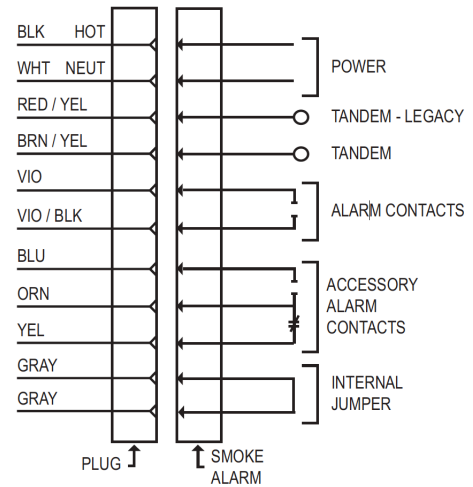 BLK HOT
POWER
WHT NEUT
RED / YEL
TANDEM - LEGACY
BRN / YEL
TANDEM
VIO
ALARM CONTACTS
VIO / BLK
BLU
ORN
YEL
ACCESSORY
ALARM
CONTACTS
GRAY
GRAY
INTERNAL
JUMPER
PLUG
SMOKE
ALARM